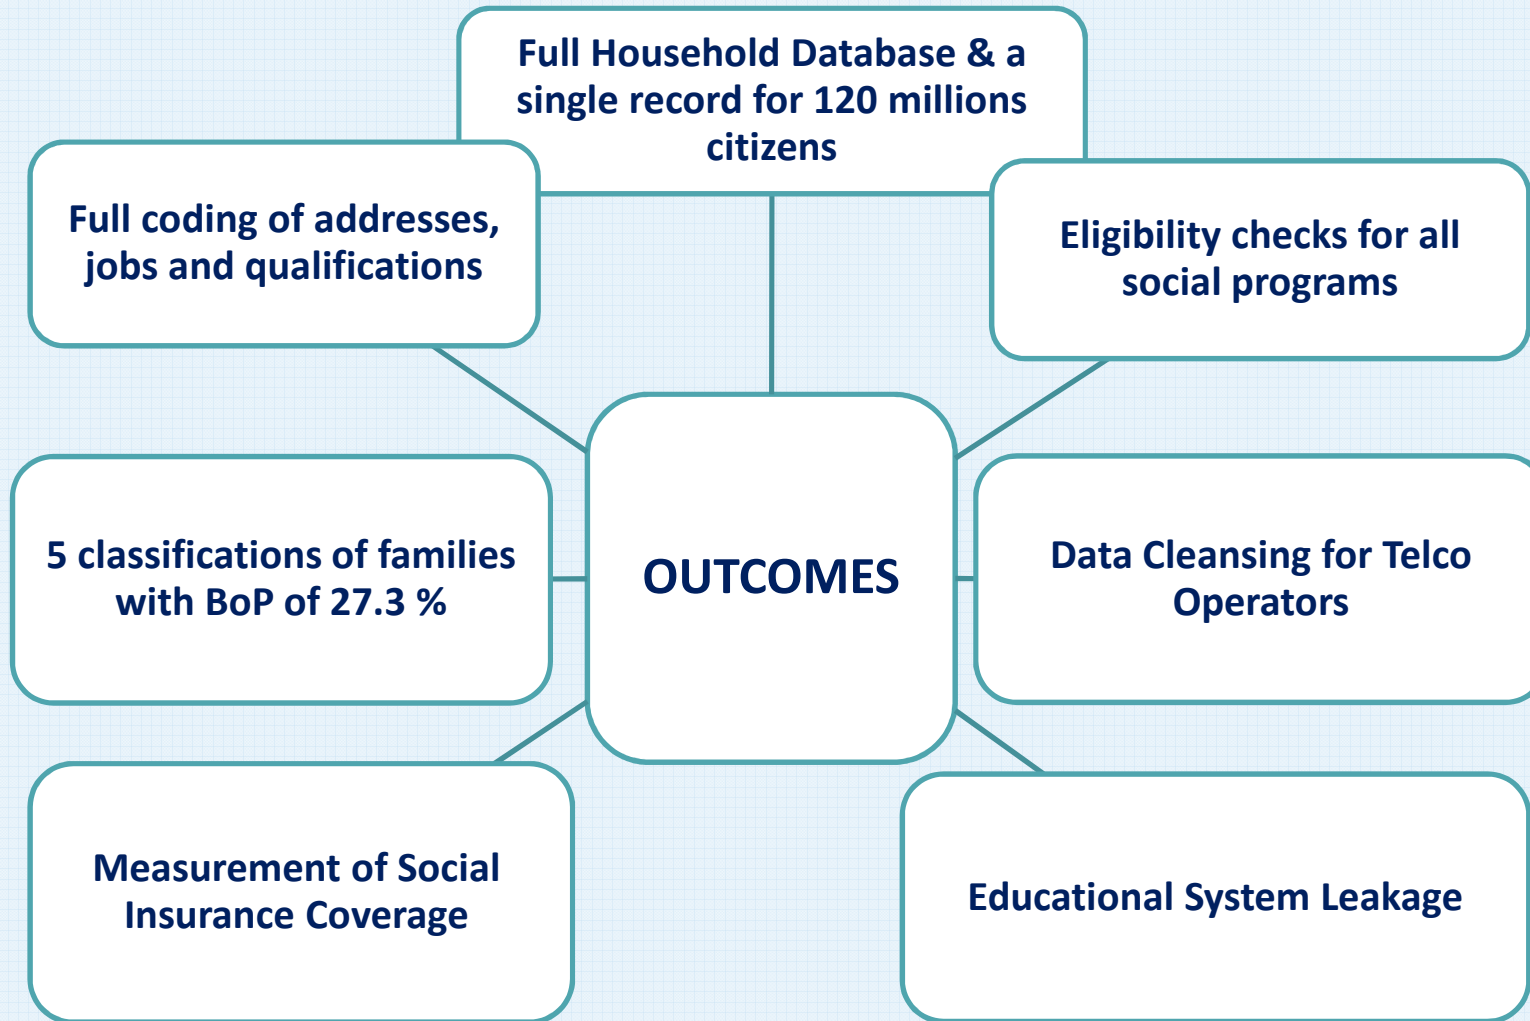 Full Household Database & a
single record for 120 millions
citizens
Full coding of addresses,
jobs and qualifications
Eligibility checks for all
social programs
5 classifications of families
with BoP of 27.3 %
OUTCOMES
Data Cleansing for Telco
Operators
Measurement of Social
Insurance Coverage
Educational System Leakage